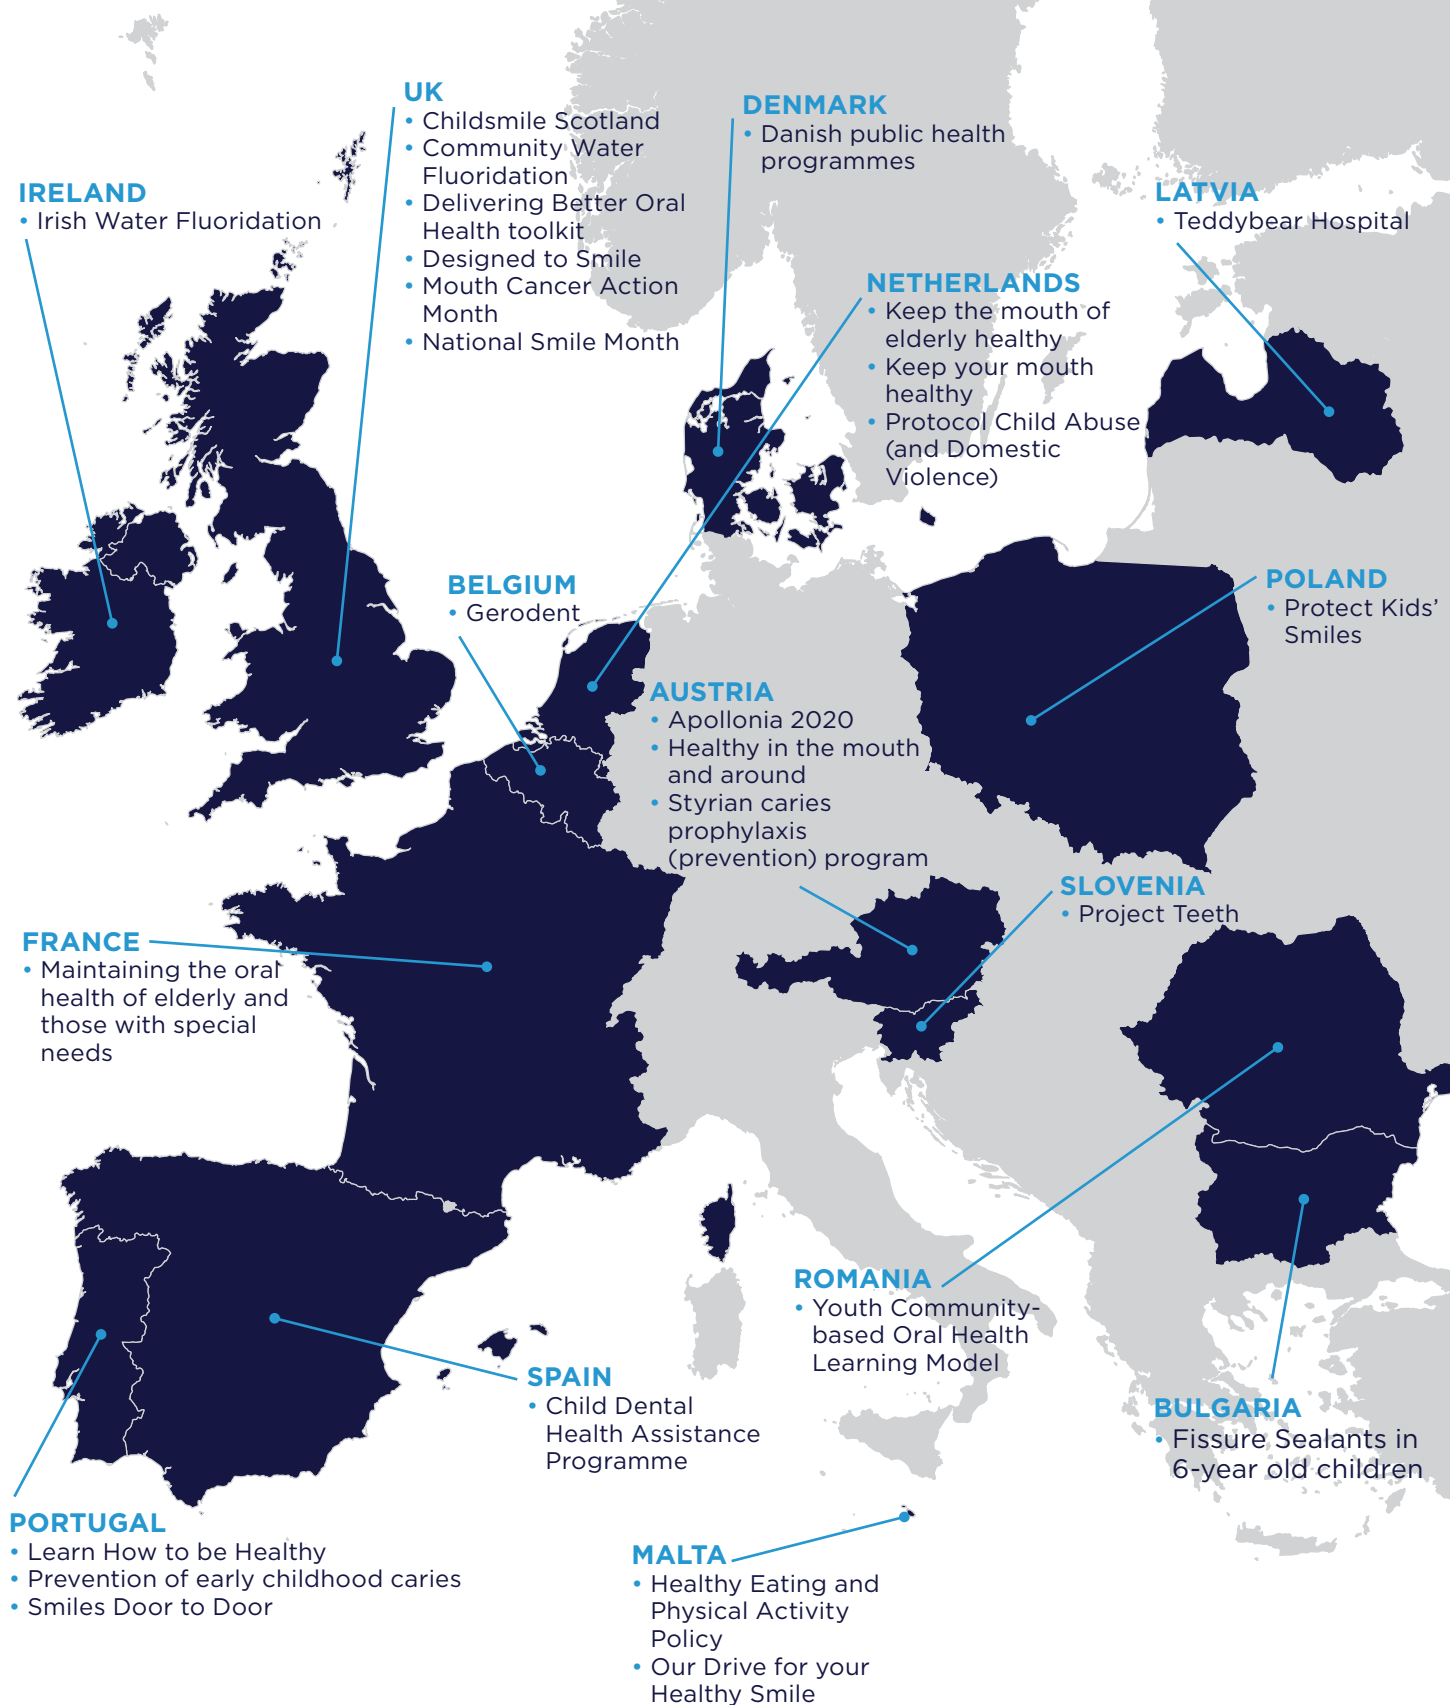 UK
• Childsmile Scotland
• Community Water
Fluoridation
• Delivering Better Oral
Health toolkit
• Designed to Smile
• Mouth Cancer Action
Month
• National Smile Month
DENMARK
• Danish public health
programmes
IRELAND
• Irish Water Fluoridation
LATVIA
• Teddybear Hospital
NETHERLANDS
• Keep the mouth of
elderly healthy
• Keep your mouth
healthy
• Protocol Child Abuse
(and Domestic
Violence)
BELGIUM
• Gerodent
POLAND
• Protect Kids’
Smiles
AUSTRIA
• Apollonia 2020
• Healthy in the mouth
and around
• Styrian caries
prophylaxis
(prevention) program
SLOVENIA
• Project Teeth
FRANCE
• Maintaining the oral
health of elderly and
those with special
needs
ROMANIA
• Youth Community-
based Oral Health
Learning Model
SPAIN
• Child Dental
Health Assistance
Programme
BULGARIA
• Fissure Sealants in
6-year old children
PORTUGAL
• Learn How to be Healthy
• Prevention of early childhood caries
• Smiles Door to Door
MALTA
• Healthy Eating and
Physical Activity
Policy
• Our Drive for your
Healthy Smile